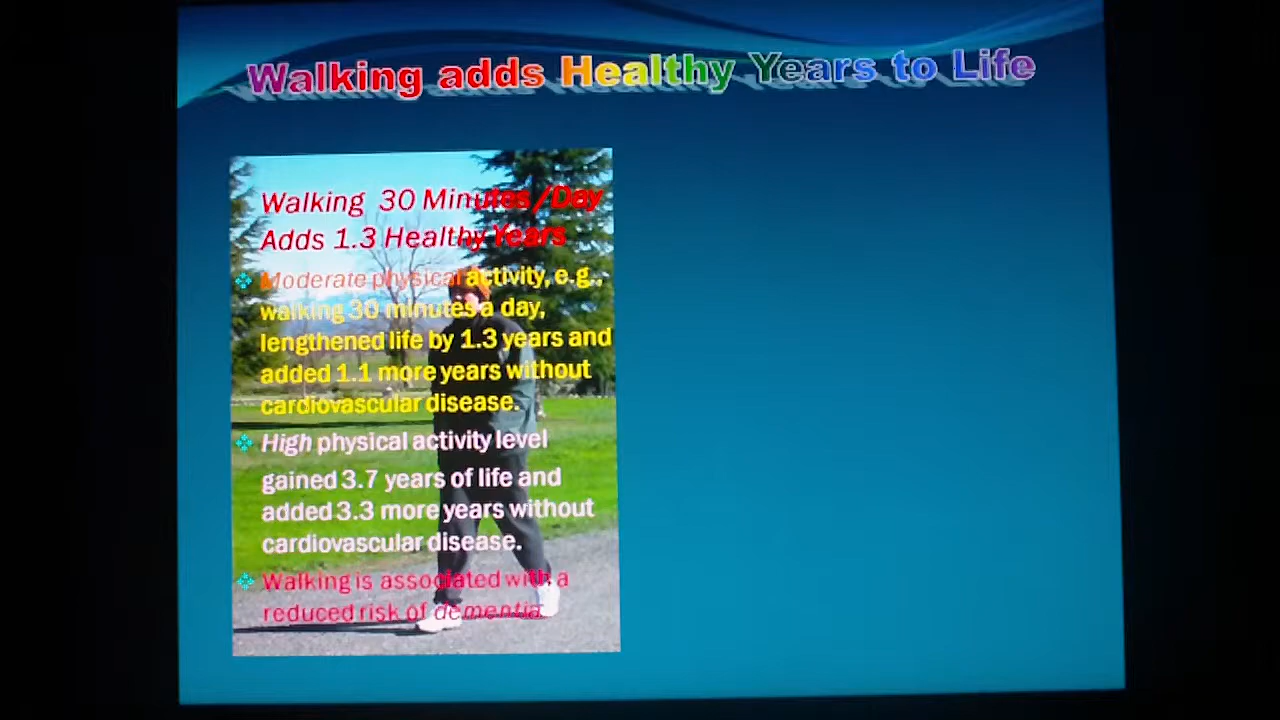 Walking adds Healthy Years to Life
Walking 30 Minutes /Day
Adds 1.3 Healthy Years
Moderate physical activity, e.g.,
walking 30 minutes a day,
lengthened life by 1.3 years and
added 1.1 more years without
cardiovascular disease.
High physical activity level
gained 3.7 years of life and
added 3.3 more years without
cardiovascular disease.
Walking is associated with a
reduced risk of dementia.